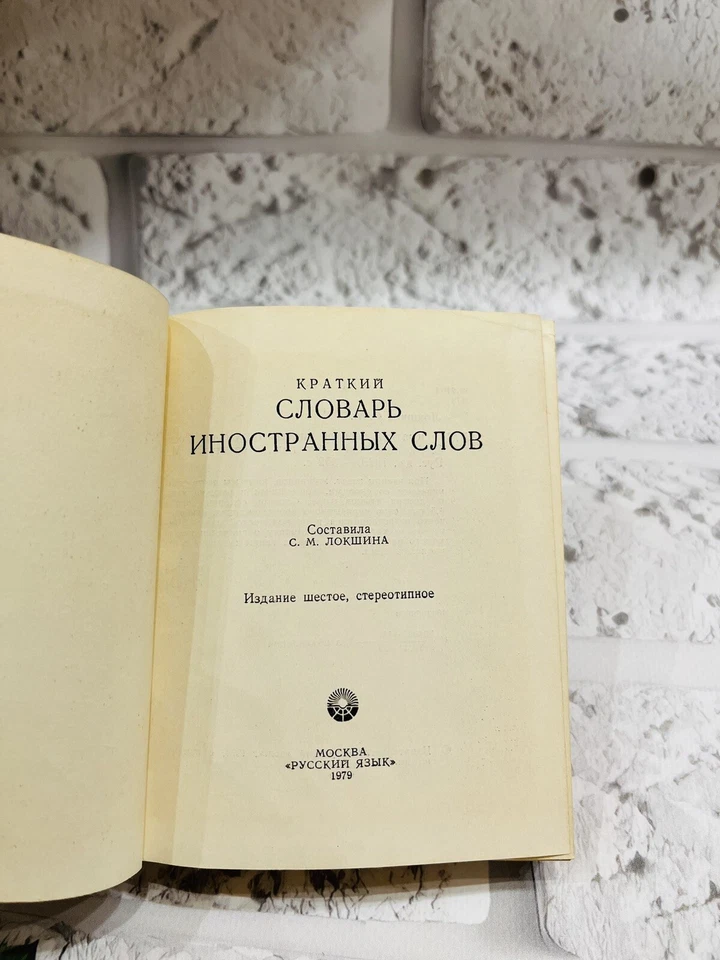 КРАТКИЙ
СЛОВАРЬ
ИНОСТРАННЫХ СЛОВ
Составила
С. М. ЛОКШИНА
Издание шестое, стереотипное
МОСКВА
«РУССКИЙ ЯЗЫК»
1979